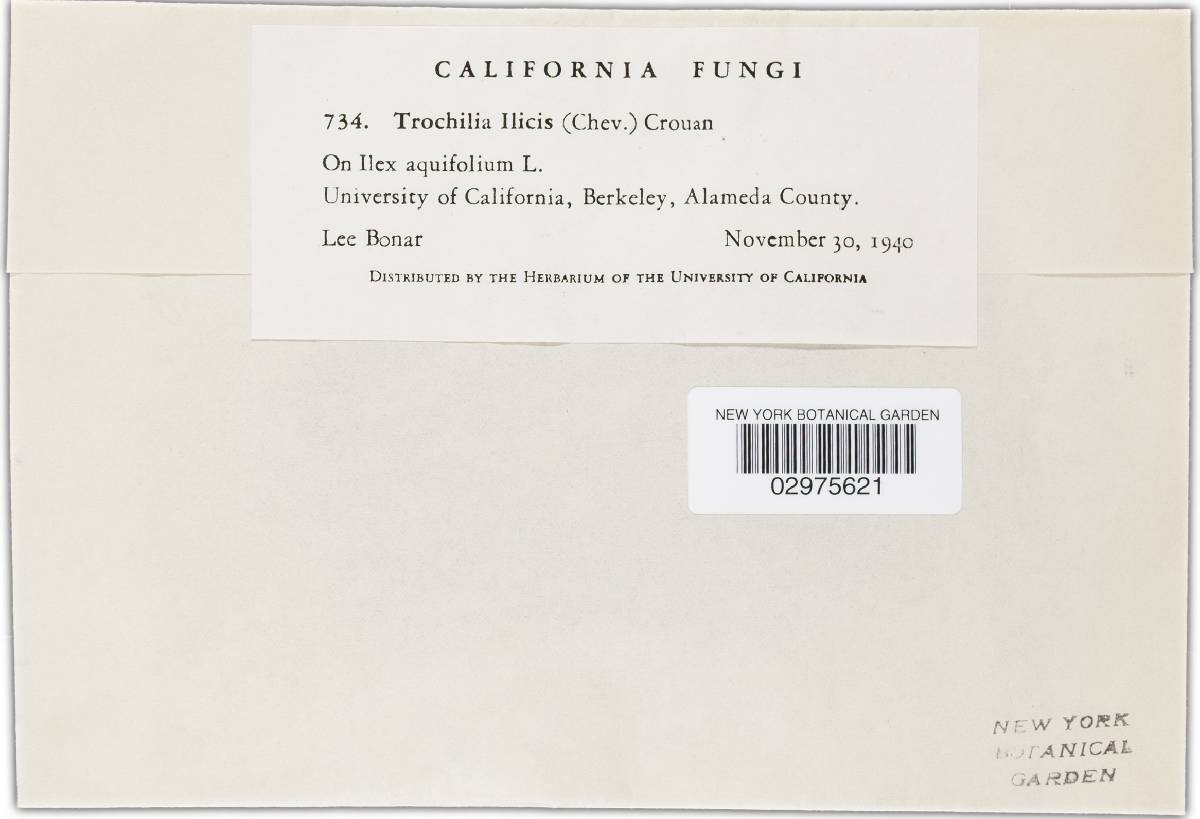 CALIFORNIA FUNGI
734. Trochilia Ilicis (Chev.) Crouan
On Ilex aquifolium L.
University of California, Berkeley, Alameda County.
Lee Bonar November 30, 1940
DISTRIBUTED BY THE HERBARIUM OF THE UNIVERSITY OF CALIFORNIA
NEW YORK BOTANICAL GARDEN
02975621
NEW YORK
BOTANICAL
GARDEN